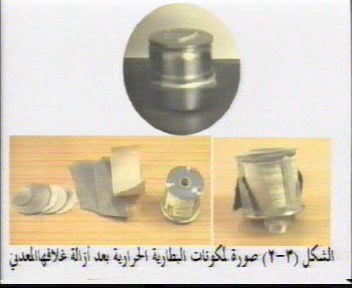 الشكل (٣-٢) صورة لمكونات البطارية الحرارية بعد أزالة غلافها المعدني